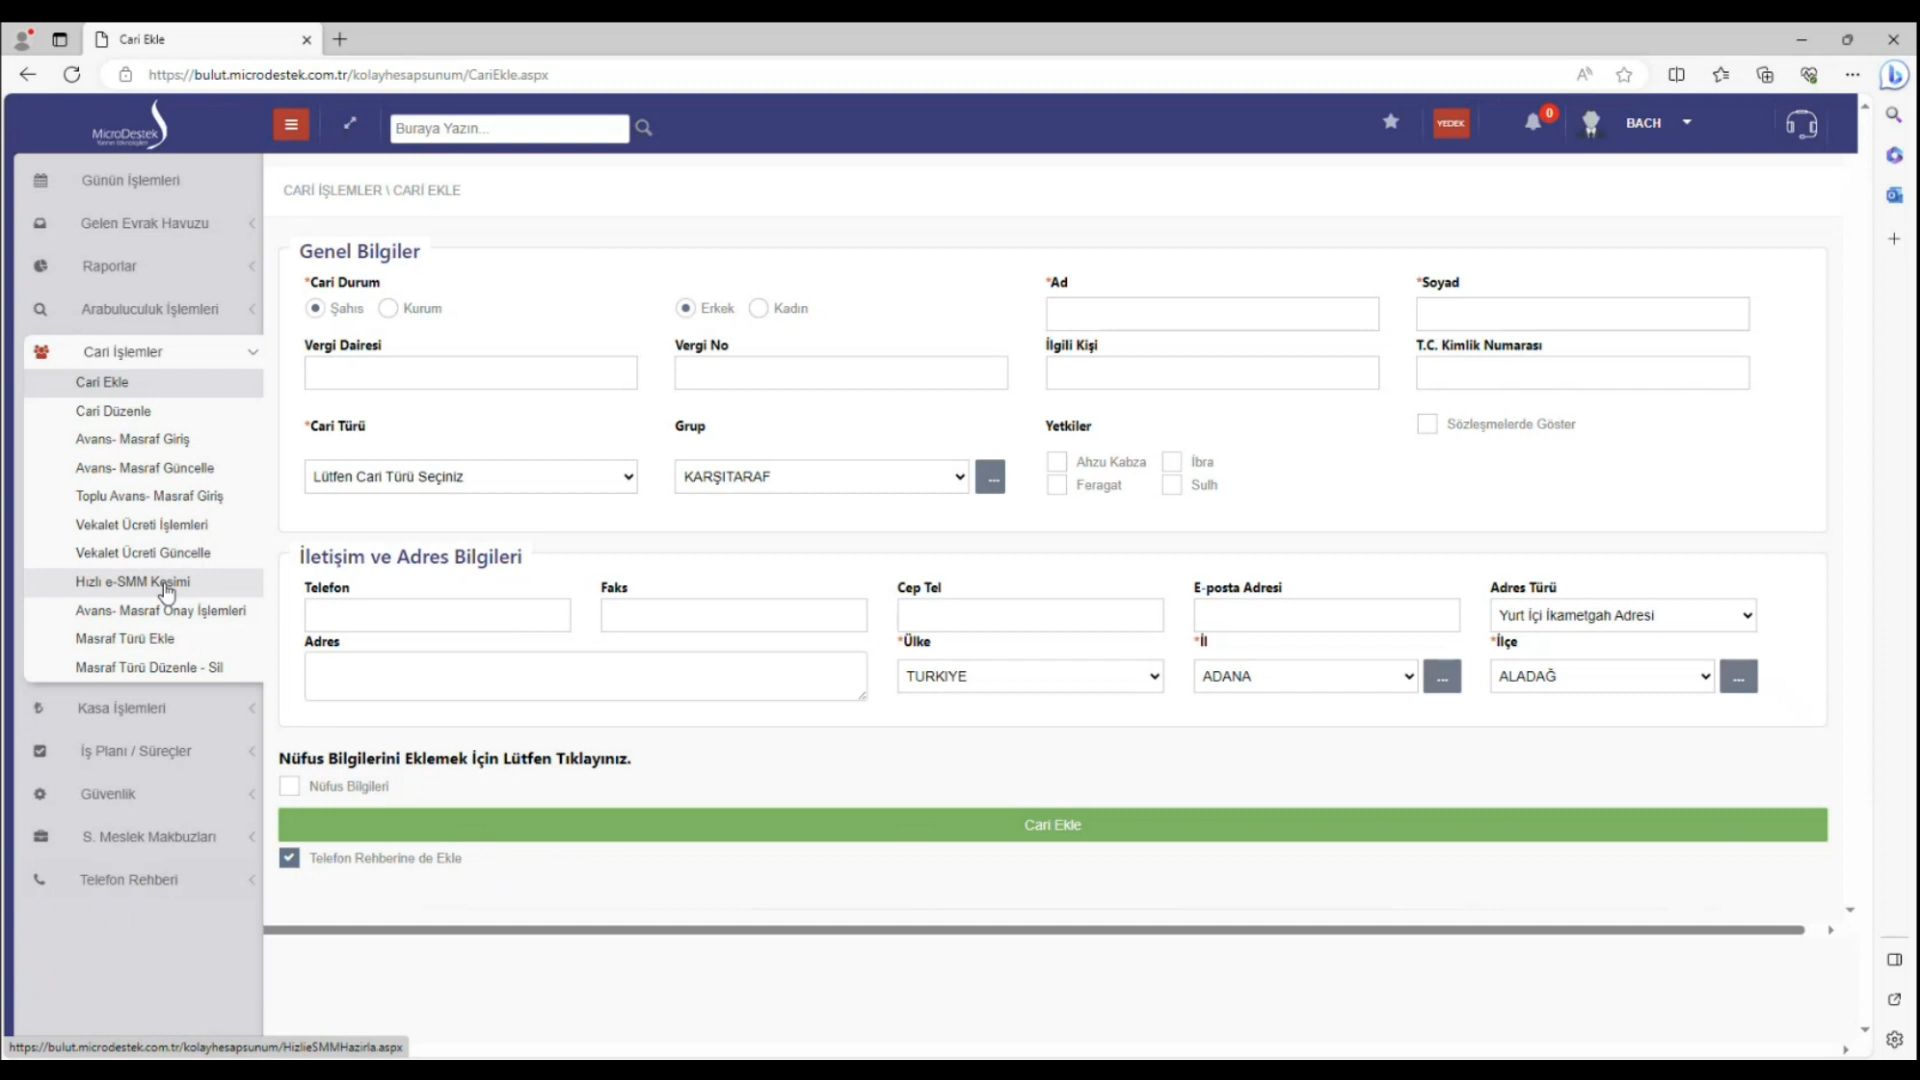 Cari Ekle
https://bulut.microdestek.com.tr/kolayhesapsunum/CariEkle.aspx
MicroDestek
Buraya Yazın...
YEDEK
0
BACH
Günün İşlemleri
Gelen Evrak Havuzu
Raporlar
Arabuluculuk İşlemleri
Cari İşlemler
Cari Ekle
Cari Düzenle
Avans- Masraf Giriş
Avans- Masraf Güncelle
Toplu Avans- Masraf Giriş
Vekalet Ücreti İşlemleri
Vekalet Ücreti Güncelle
Hızlı e-SMM Kesimi
Avans- Masraf Onay İşlemleri
Masraf Türü Ekle
Masraf Türü Düzenle - Sil
Kasa İşlemleri
İş Planı / Süreçler
Güvenlik
S. Meslek Makbuzları
Telefon Rehberi
CARİ İŞLEMLER \ CARİ EKLE
Genel Bilgiler
*Cari Durum
*Ad
*Soyad
Şahıs
Kurum
Erkek
Kadın
Vergi Dairesi
Vergi No
İlgili Kişi
T.C. Kimlik Numarası
*Cari Türü
Grup
Yetkiler
Sözleşmelerde Göster
Lütfen Cari Türü Seçiniz
KARŞITARAF
...
Ahzu Kabza
İbra
Feragat
Sulh
İletişim ve Adres Bilgileri
Telefon
Faks
Cep Tel
E-posta Adresi
Adres Türü
Yurt İçi İkametgah Adresi
Adres
*Ülke
*İl
*İlçe
TURKIYE
ADANA
...
ALADAĞ
...
Nüfus Bilgilerini Eklemek İçin Lütfen Tıklayınız.
Nüfus Bilgileri
Cari Ekle
Telefon Rehberine de Ekle
https://bulut.microdestek.com.tr/kolayhesapsunum/HizlieSMMHazirla.aspx